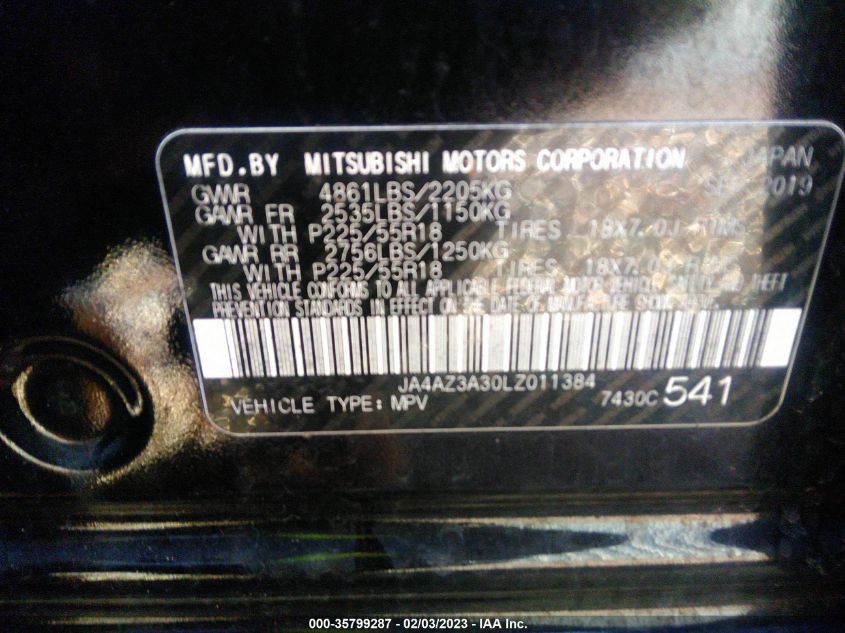 MFD.BY MITSUBISHI MOTORS CORPORATION JAPAN
GVWR 4861LBS/2205KG 2019
GAWR FR 2535LBS/1150KG
WITH P225/55R18 TIRES 18X7.0J RIMS
GAWR RR 2756LBS/1250KG
WITH P225/55R18 TIRES 18X7.0J RIMS
THIS VEHICLE CONFORMS TO ALL APPLICABLE FEDERAL MOTOR VEHICLE SAFETY AND THEFT
PREVENTION STANDARDS IN EFFECT ON THE DATE OF MANUFACTURE SHOWN ABOVE.
JA4AZ3A30LZ011384
VEHICLE TYPE: MPV 7430C 541
000-35799287 - 02/03/2023 - IAA Inc.